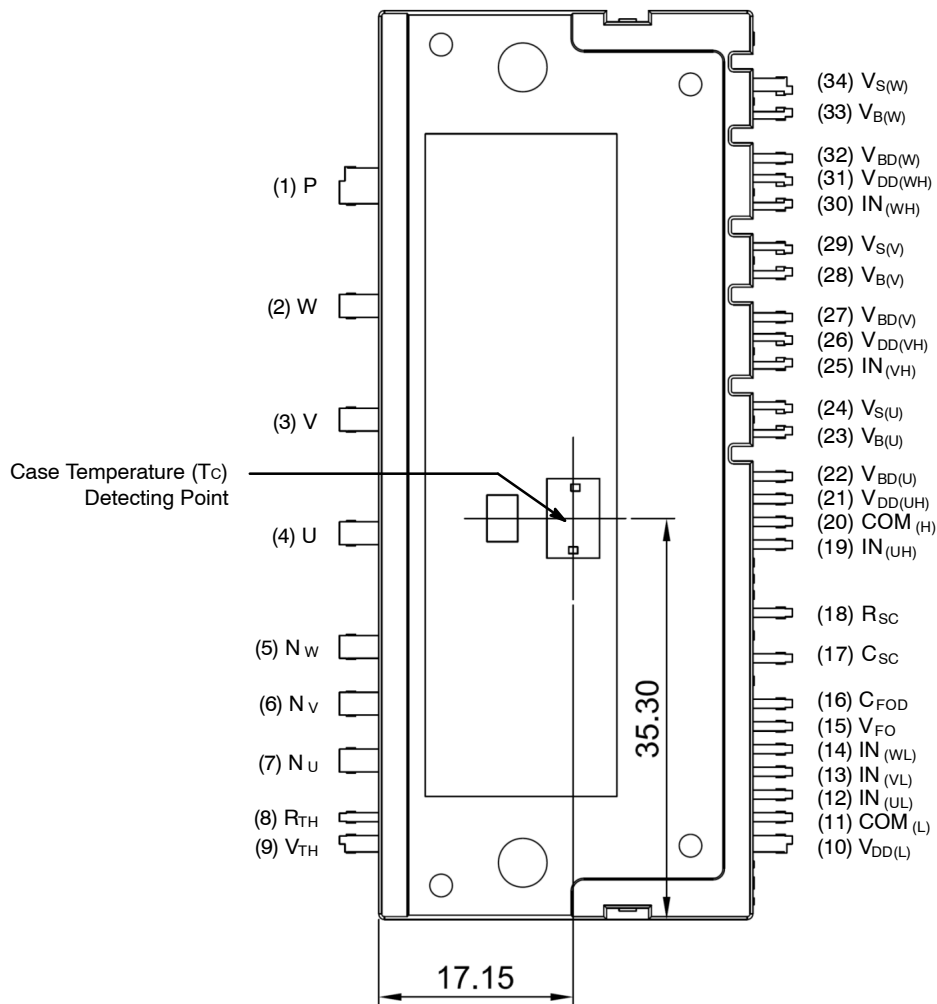 (1) P
(2) W
(3) V
Case Temperature (Tc)
Detecting Point
(4) U
(5) N W
(6) N V
(7) N U
(8) RTH
(9) VTH
(34) VS(W)
(33) VB(W)
(32) VBD(W)
(31) VDD(WH)
(30) IN(WH)
(29) VS(V)
(28) VB(V)
(27) VBD(V)
(26) VDD(VH)
(25) IN(VH)
(24) VS(U)
(23) VB(U)
(22) VBD(U)
(21) VDD(UH)
(20) COM (H)
(19) IN(UH)
(18) RSC
(17) CSC
(16) CFOD
(15) VFO
(14) IN (WL)
(13) IN (VL)
(12) IN (UL)
(11) COM (L)
(10) VDD(L)
35.30
17.15